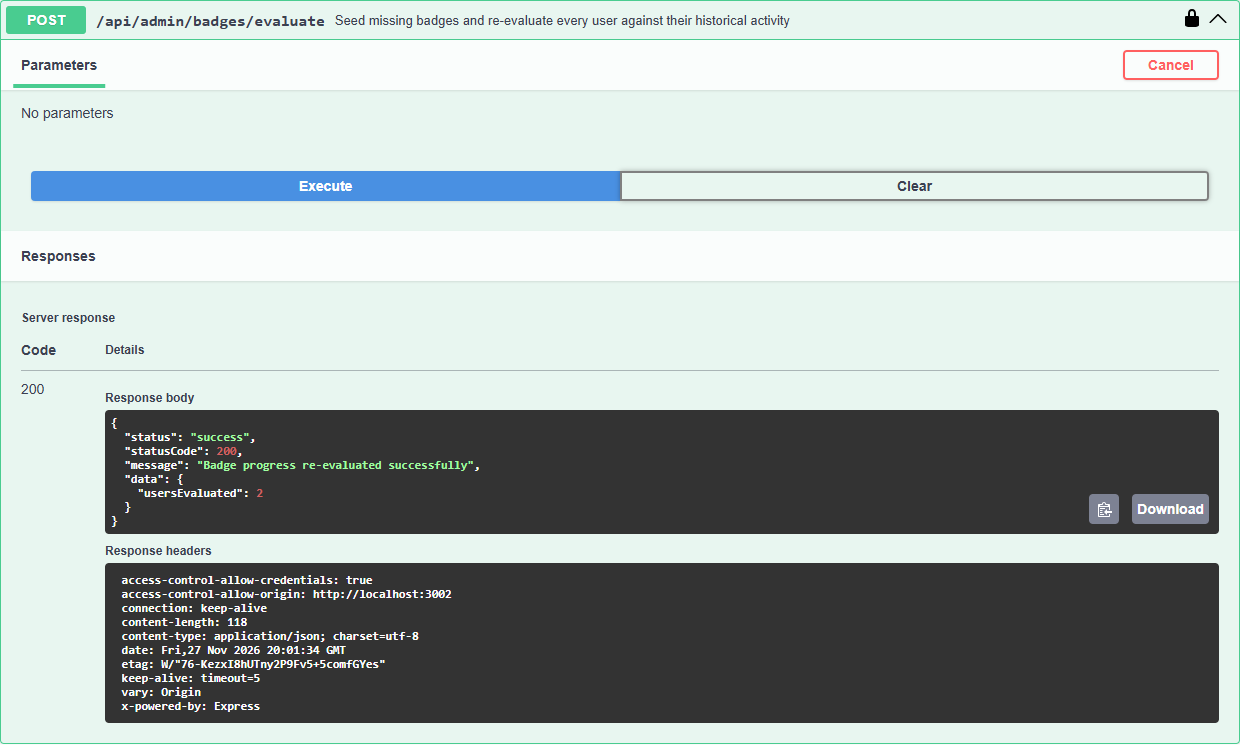 POST /api/admin/badges/evaluate Seed missing badges and re-evaluate every user against their historical activity
Parameters Cancel
No parameters
Execute Clear
Responses
Server response
Code Details
200
Response body
{
  "status": "success",
  "statusCode": 200,
  "message": "Badge progress re-evaluated successfully",
  "data": {
    "usersEvaluated": 2
  }
}
Download
Response headers
access-control-allow-credentials: true
access-control-allow-origin: http://localhost:3002
connection: keep-alive
content-length: 118
content-type: application/json; charset=utf-8
date: Fri,27 Nov 2026 20:01:34 GMT
etag: W/"76-KezxI8hUTny2P9Fv5+5comfGYes"
keep-alive: timeout=5
vary: Origin
x-powered-by: Express